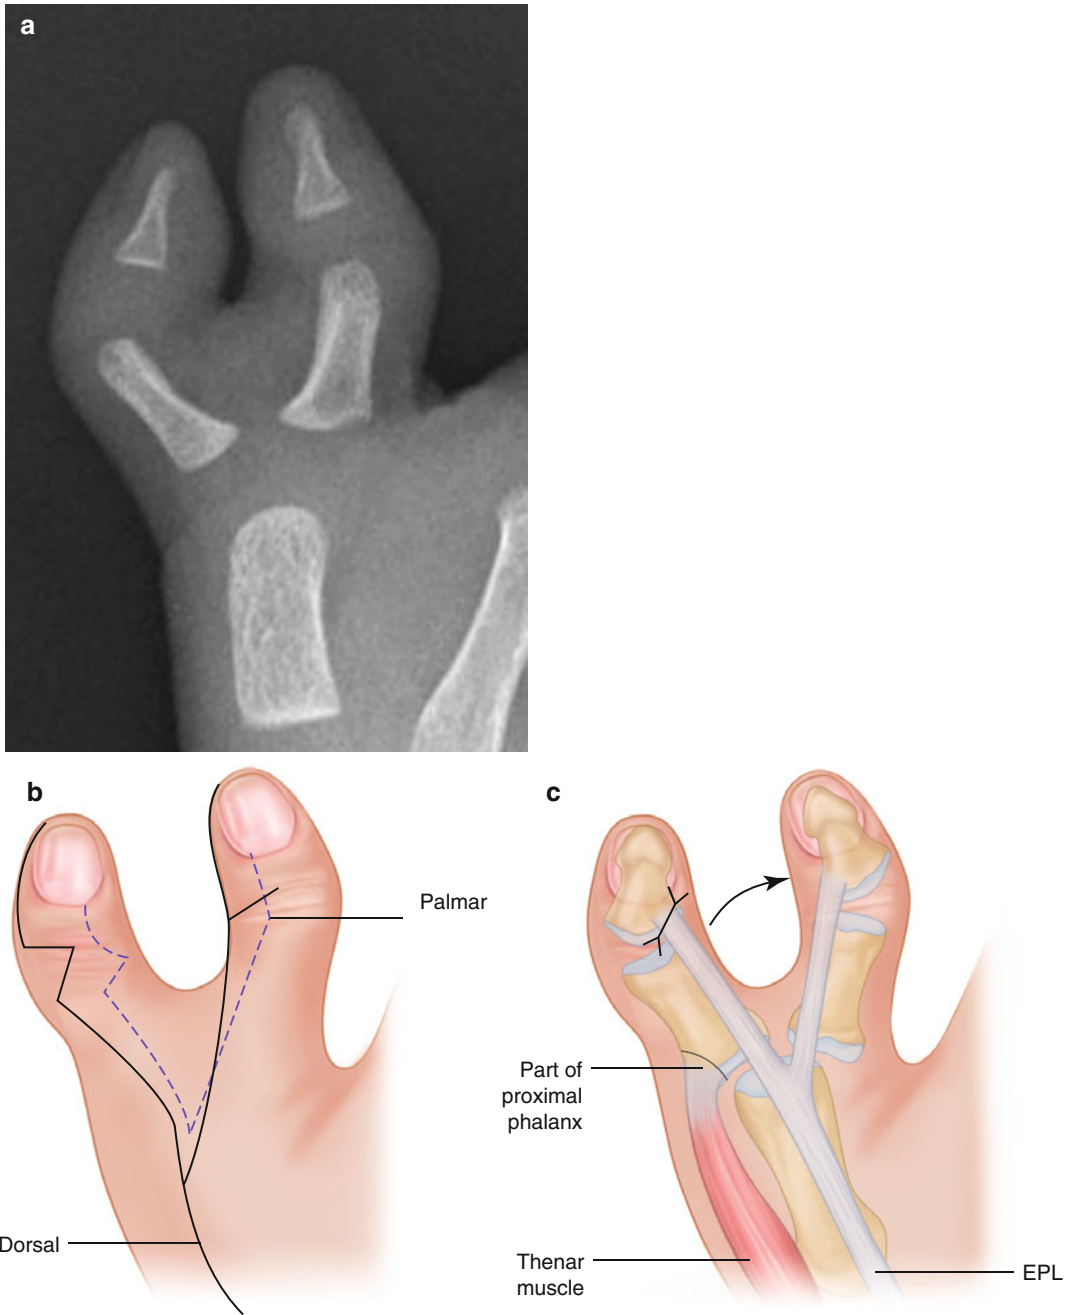 a
b
Palmar
Dorsal
c
Part of
proximal
phalanx
Thenar
muscle
EPL